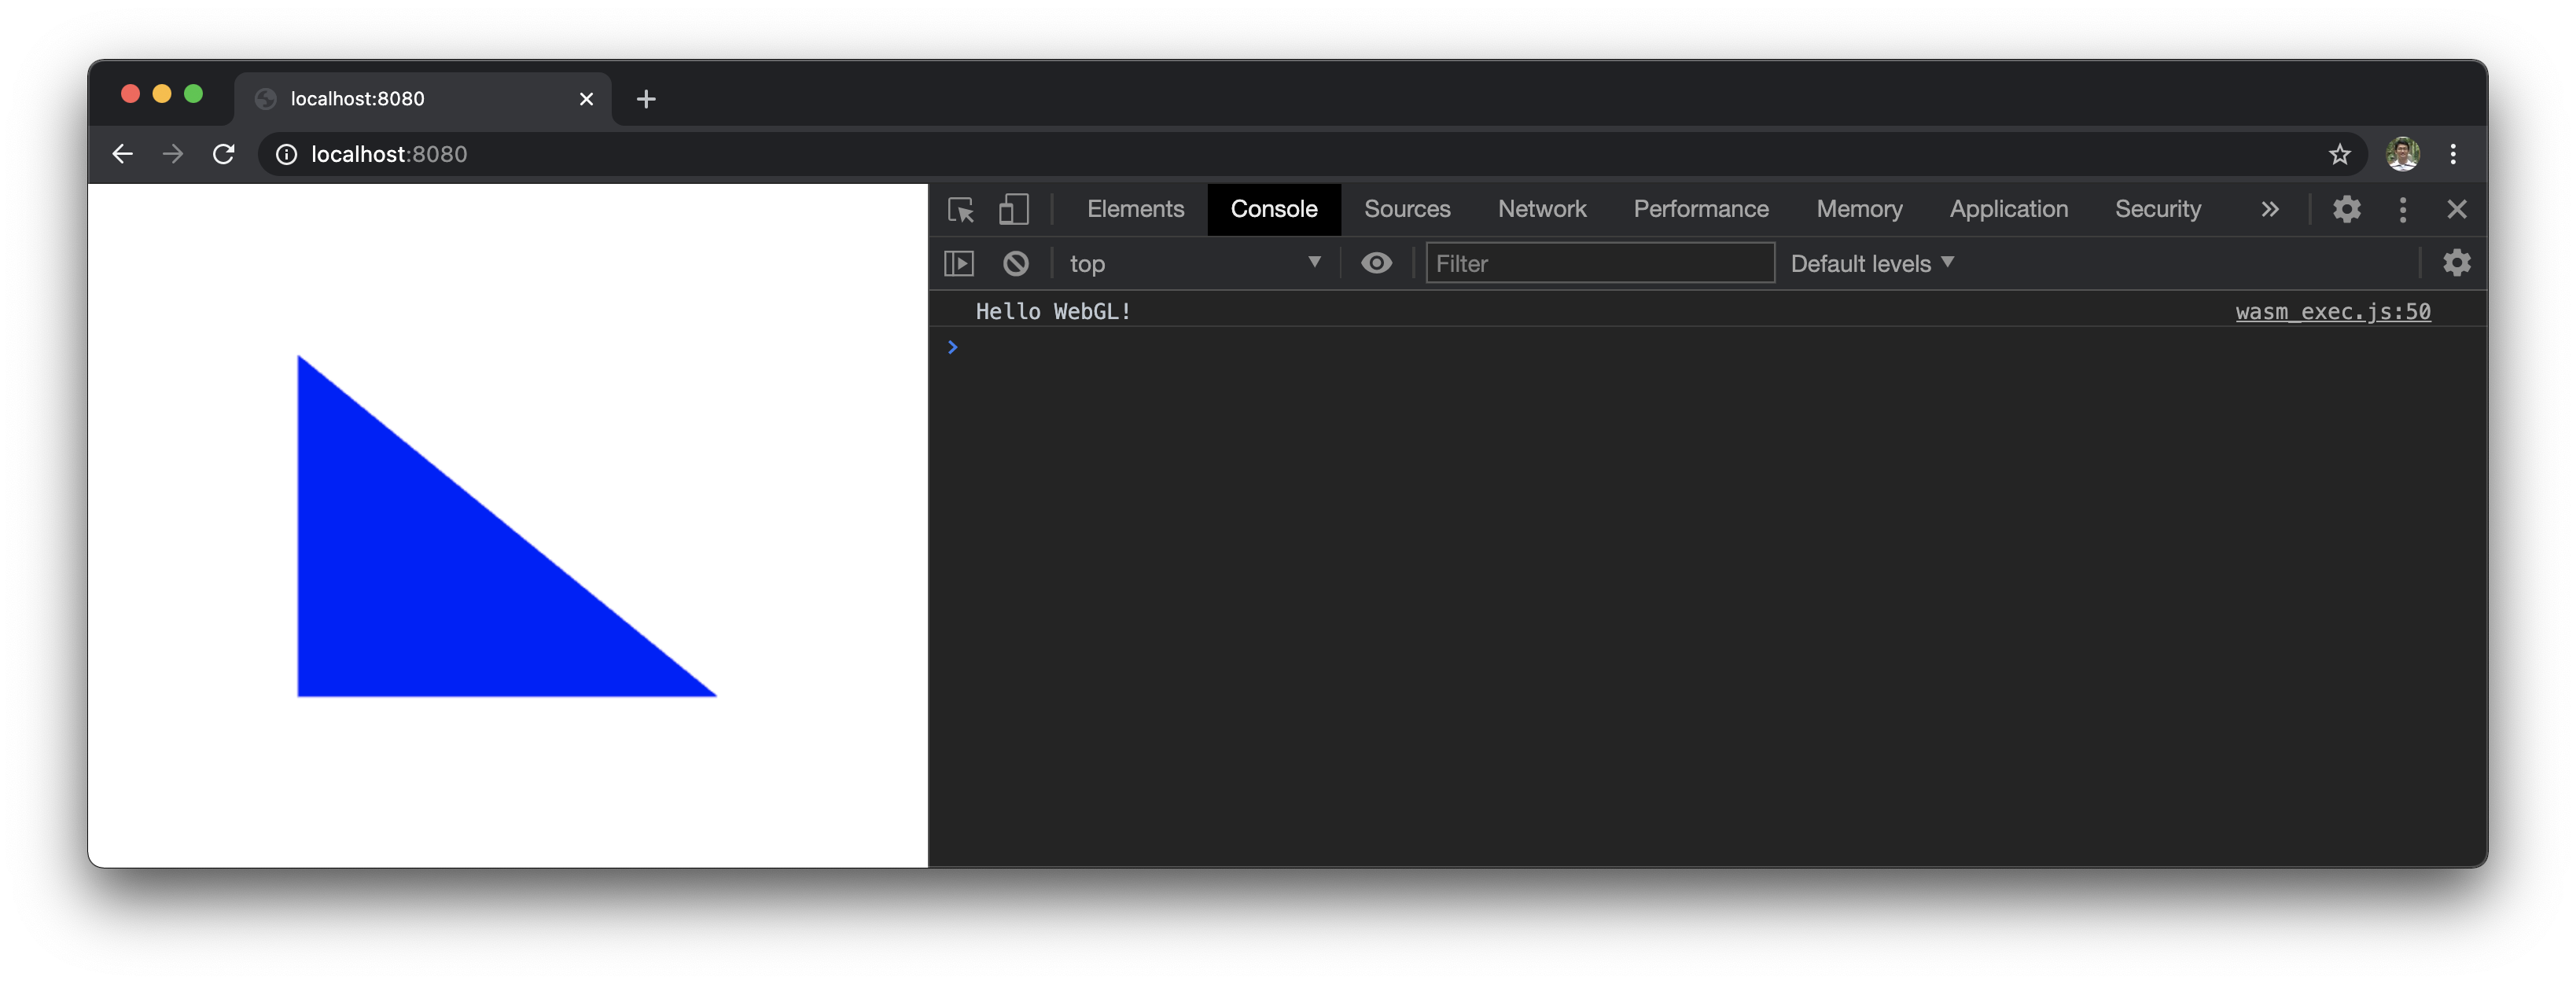 localhost:8080
localhost:8080
Elements Console Sources Network Performance Memory Application Security
top Filter Default levels
Hello WebGL! wasm_exec.js:50